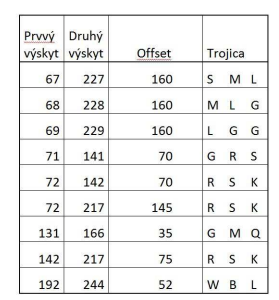 Prvvý výskyt Druhý výskyt Offset Trojica
67 227 160 S M L
68 228 160 M L G
69 229 160 L G G
71 141 70 G R S
72 142 70 R S K
72 217 145 R S K
131 166 35 G M Q
142 217 75 R S K
192 244 52 W B L